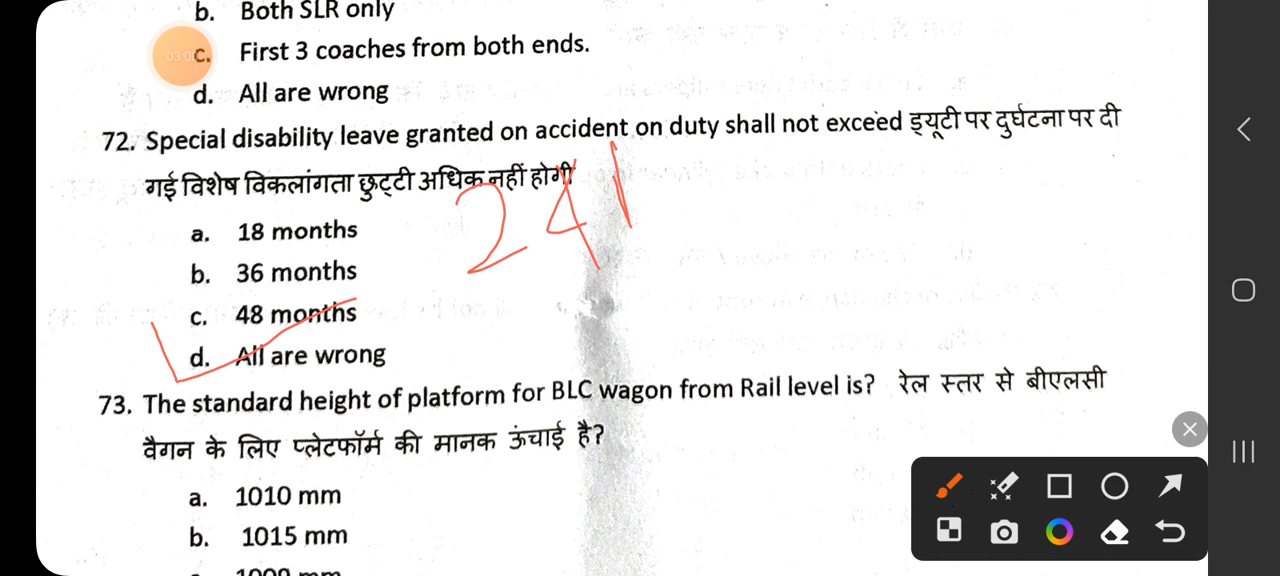 b. Both SLR only
03:00
c. First 3 coaches from both ends.
d. All are wrong
72. Special disability leave granted on accident on duty shall not exceed ड्यूटी पर दुर्घटना पर दी
गई विशेष विकलांगता छुट्टी अधिक नहीं होगी
24
a. 18 months
b. 36 months
c. 48 months
d. All are wrong
73. The standard height of platform for BLC wagon from Rail level is? रेल स्तर से बीएलसी
वैगन के लिए प्लेटफॉर्म की मानक ऊंचाई है?
a. 1010 mm
b. 1015 mm